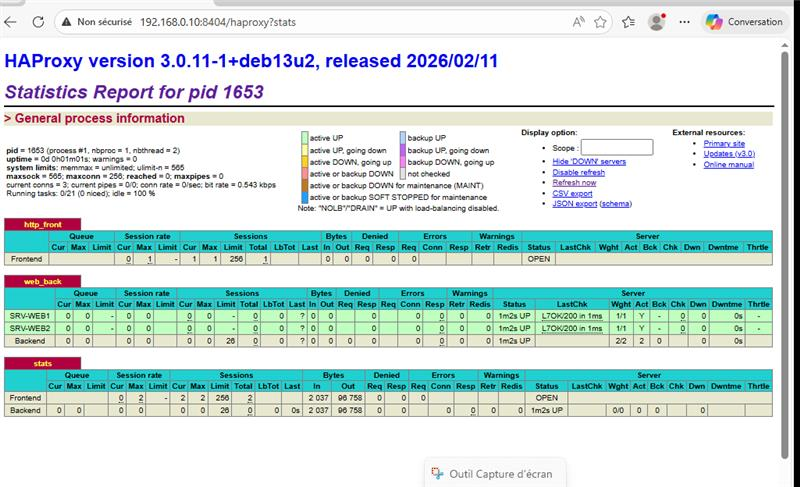 Non sécurisé 192.168.0.10:8404/haproxy?stats
Conversation
HAProxy version 3.0.11-1+deb13u2, released 2026/02/11
Statistics Report for pid 1653
> General process information
pid = 1653 (process #1, nbproc = 1, nbthread = 2)
uptime = 0d 0h01m01s; warnings = 0
system limits: memmax = unlimited; ulimit-n = 565
maxsock = 565; maxconn = 256; reached = 0; maxpipes = 0
current conns = 3; current pipes = 0/0; conn rate = 0/sec; bit rate = 0.543 kbps
Running tasks: 0/21 (0 niced); idle = 100 %
active UP
backup UP
active UP, going down
backup UP, going down
active DOWN, going up
backup DOWN, going up
active or backup DOWN
not checked
active or backup DOWN for maintenance (MAINT)
active or backup SOFT STOPPED for maintenance
Note: "NOLB"/"DRAIN" = UP with load-balancing disabled.
Display option:
Scope :
Hide 'DOWN' servers
Disable refresh
Refresh now
CSV export
JSON export (schema)
External resources:
Primary site
Updates (v3.0)
Online manual
http_front
Queue Session rate Sessions Bytes Denied Errors Warnings Server
Cur Max Limit Cur Max Limit Cur Max Limit Total LbTot Last In Out Req Resp Req Conn Resp Retr Redis Status LastChk Wght Act Bck Chk Dwn Dwntme Thrtle
Frontend 0 1 - 1 1 256 1 0 0 0 0 0 OPEN
web_back
Queue Session rate Sessions Bytes Denied Errors Warnings Server
Cur Max Limit Cur Max Limit Cur Max Limit Total LbTot Last In Out Req Resp Req Conn Resp Retr Redis Status LastChk Wght Act Bck Chk Dwn Dwntme Thrtle
SRV-WEB1 0 0 - 0 0 - 0 0 - 0 0 ? 0 0 0 0 0 0 0 1m2s UP L7OK/200 in 1ms 1/1 Y - 0 0 0s -
SRV-WEB2 0 0 - 0 0 - 0 0 - 0 0 ? 0 0 0 0 0 0 0 1m2s UP L7OK/200 in 1ms 1/1 Y - 0 0 0s -
Backend 0 0 0 0 0 0 26 0 0 ? 0 0 0 0 0 0 0 0 1m2s UP 2/2 2 0 0 0s
stats
Queue Session rate Sessions Bytes Denied Errors Warnings Server
Cur Max Limit Cur Max Limit Cur Max Limit Total LbTot Last In Out Req Resp Req Conn Resp Retr Redis Status LastChk Wght Act Bck Chk Dwn Dwntme Thrtle
Frontend 0 2 - 2 2 256 2 2 037 96 758 0 0 0 OPEN
Backend 0 0 0 0 0 0 26 0 0 0s 2 037 96 758 0 0 0 0 0 0 1m2s UP 0/0 0 0 0
Outil Capture d'écran